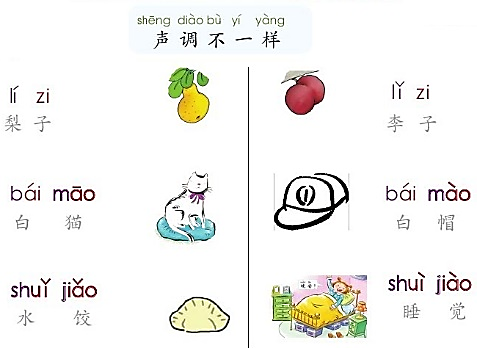 shēng diào bù yí yàng
声调不一样
lí zi
梨子
lǐ zi
李子
bái māo
白猫
bái mào
白帽
shuǐ jiǎo
水饺
shuì jiào
睡觉